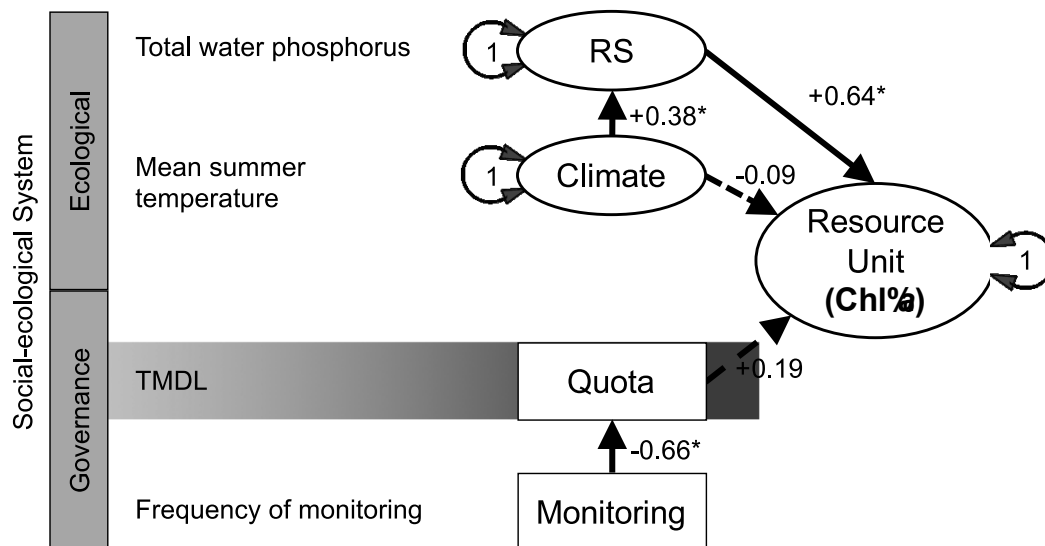 Social-ecological System
Ecological
Governance
Total water phosphorus
1
RS
+0.64*
+0.38*
Mean summer
temperature
1
Climate
-0.09
Resource
Unit
1
TMDL
Quota
+0.19
-0.66*
Frequency of monitoring
Monitoring